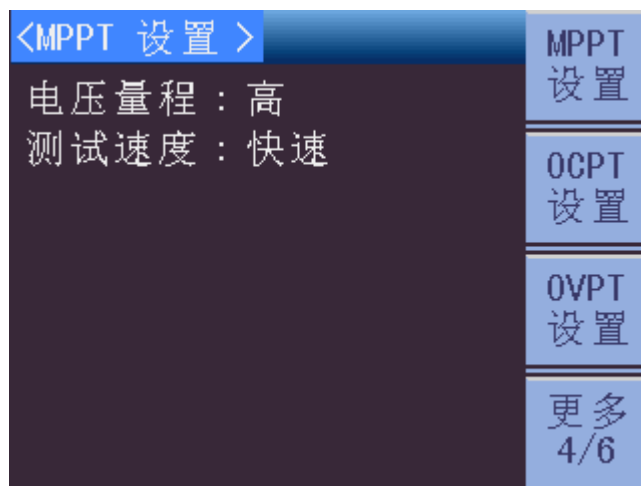 <MPPT 设置 >
电压量程：高
测试速度：快速
MPPT
设置
OCPT
设置
OVPT
设置
更多
4/6